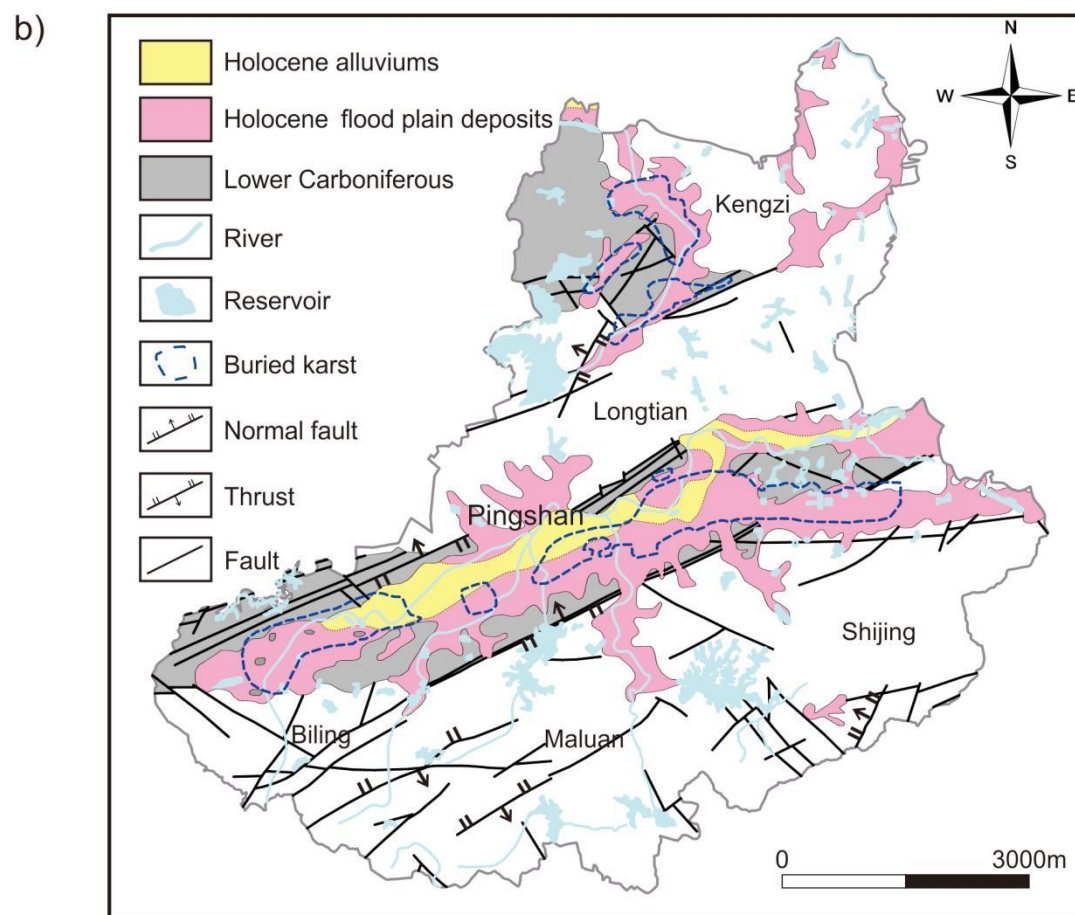 b)
Holocene alluviums
Holocene flood plain deposits
Lower Carboniferous
River
Reservoir
Buried karst
Normal fault
Thrust
Fault
N
W E
S
Kengzi
Longtian
Pingshan
Shijing
Biling
Maluan
0 3000m